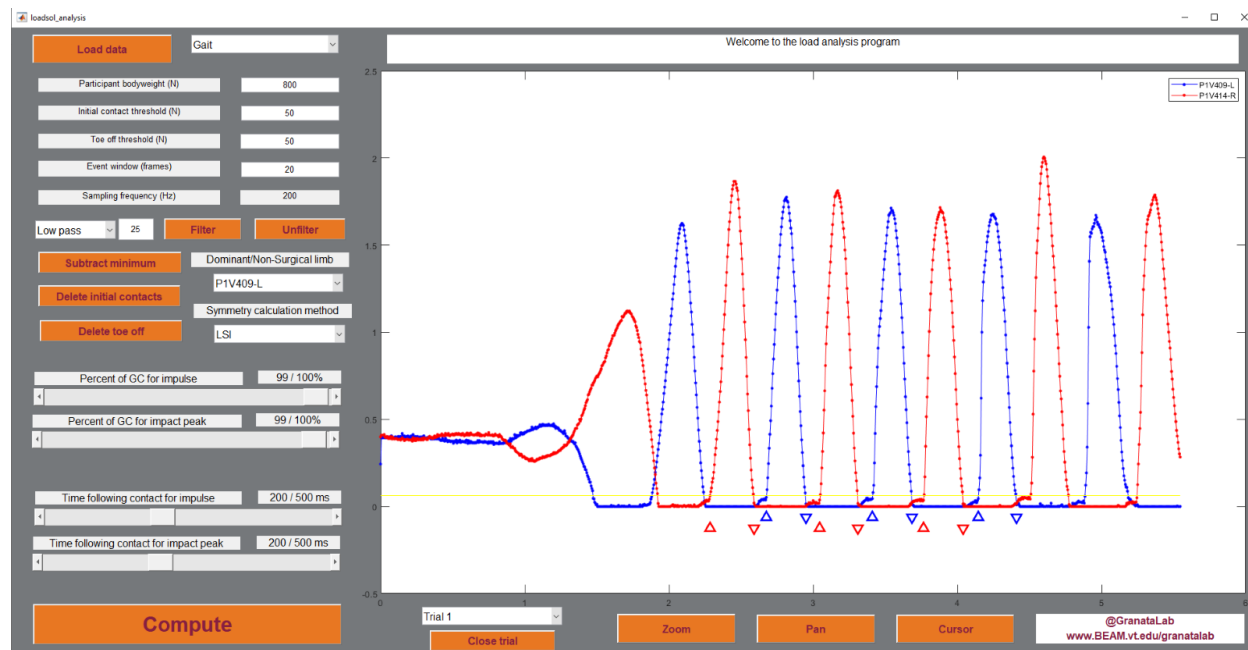 loadsol_analysis
Load data
Gait
Welcome to the load analysis program
Participant bodyweight (N)
800
Initial contact threshold (N)
50
Toe off threshold (N)
50
Event window (frames)
20
Sampling frequency (Hz)
200
Low pass
25
Filter
Unfilter
Subtract minimum
Dominant/Non-Surgical limb
P1V409-L
Delete initial contacts
Symmetry calculation method
Delete toe off
LSI
Percent of GC for impulse
99 / 100%
Percent of GC for impact peak
99 / 100%
Time following contact for impulse
200 / 500 ms
Time following contact for impact peak
200 / 500 ms
Compute
2.5
2
1.5
1
0.5
0
-0.5
0
1
2
3
4
5
6
P1V409-L
P1V414-R
Trial 1
Close trial
Zoom
Pan
Cursor
@GranataLab
www.BEAM.vt.edu/granatalab